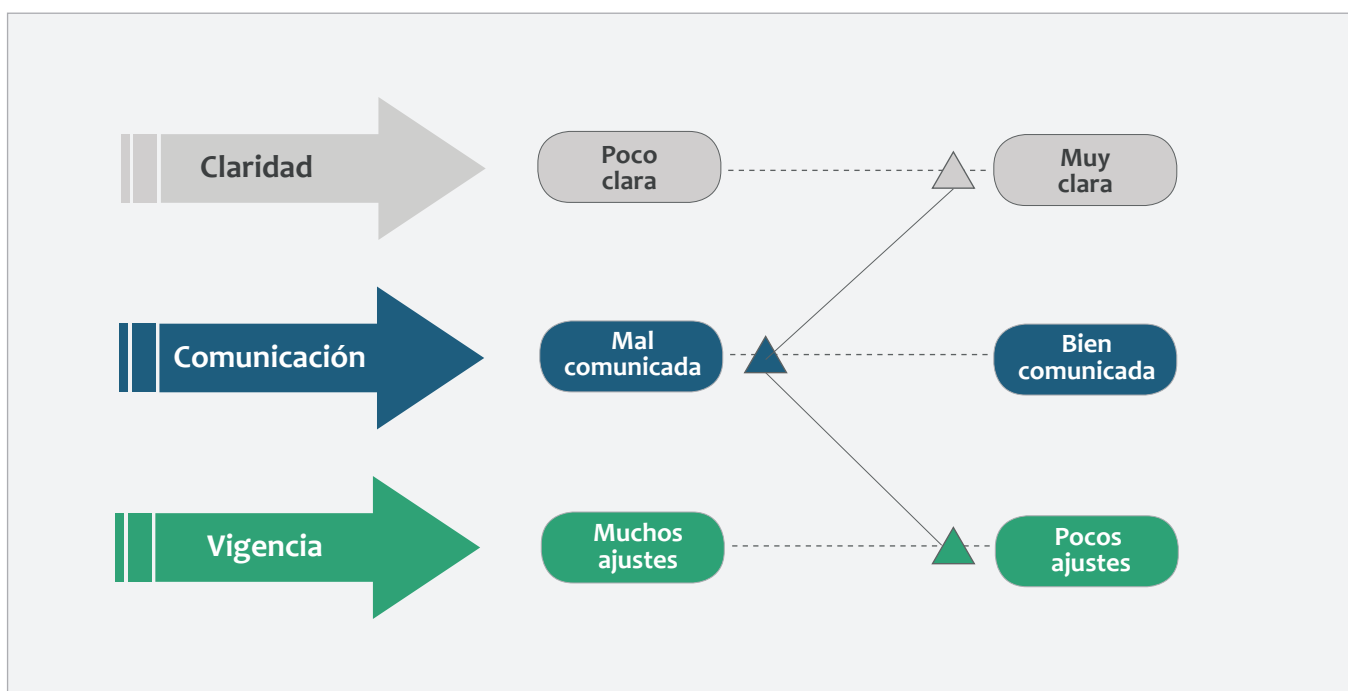 Claridad
Poco
clara
Muy
clara
Comunicación
Mal
comunicada
Bien
comunicada
Vigencia
Muchos
ajustes
Pocos
ajustes